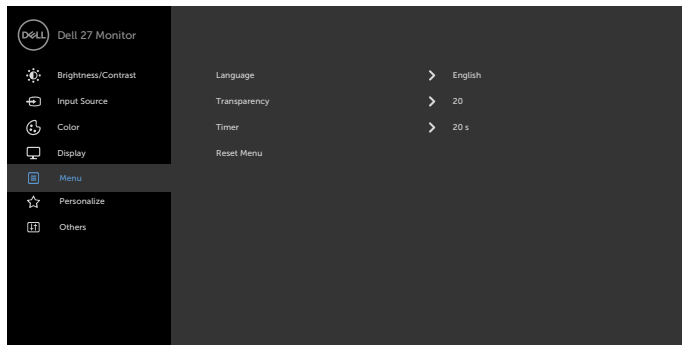 DELL Dell 27 Monitor
Brightness/Contrast Language English
Input Source Transparency 20
Color Timer 20 s
Display Reset Menu
Menu
Personalize
Others